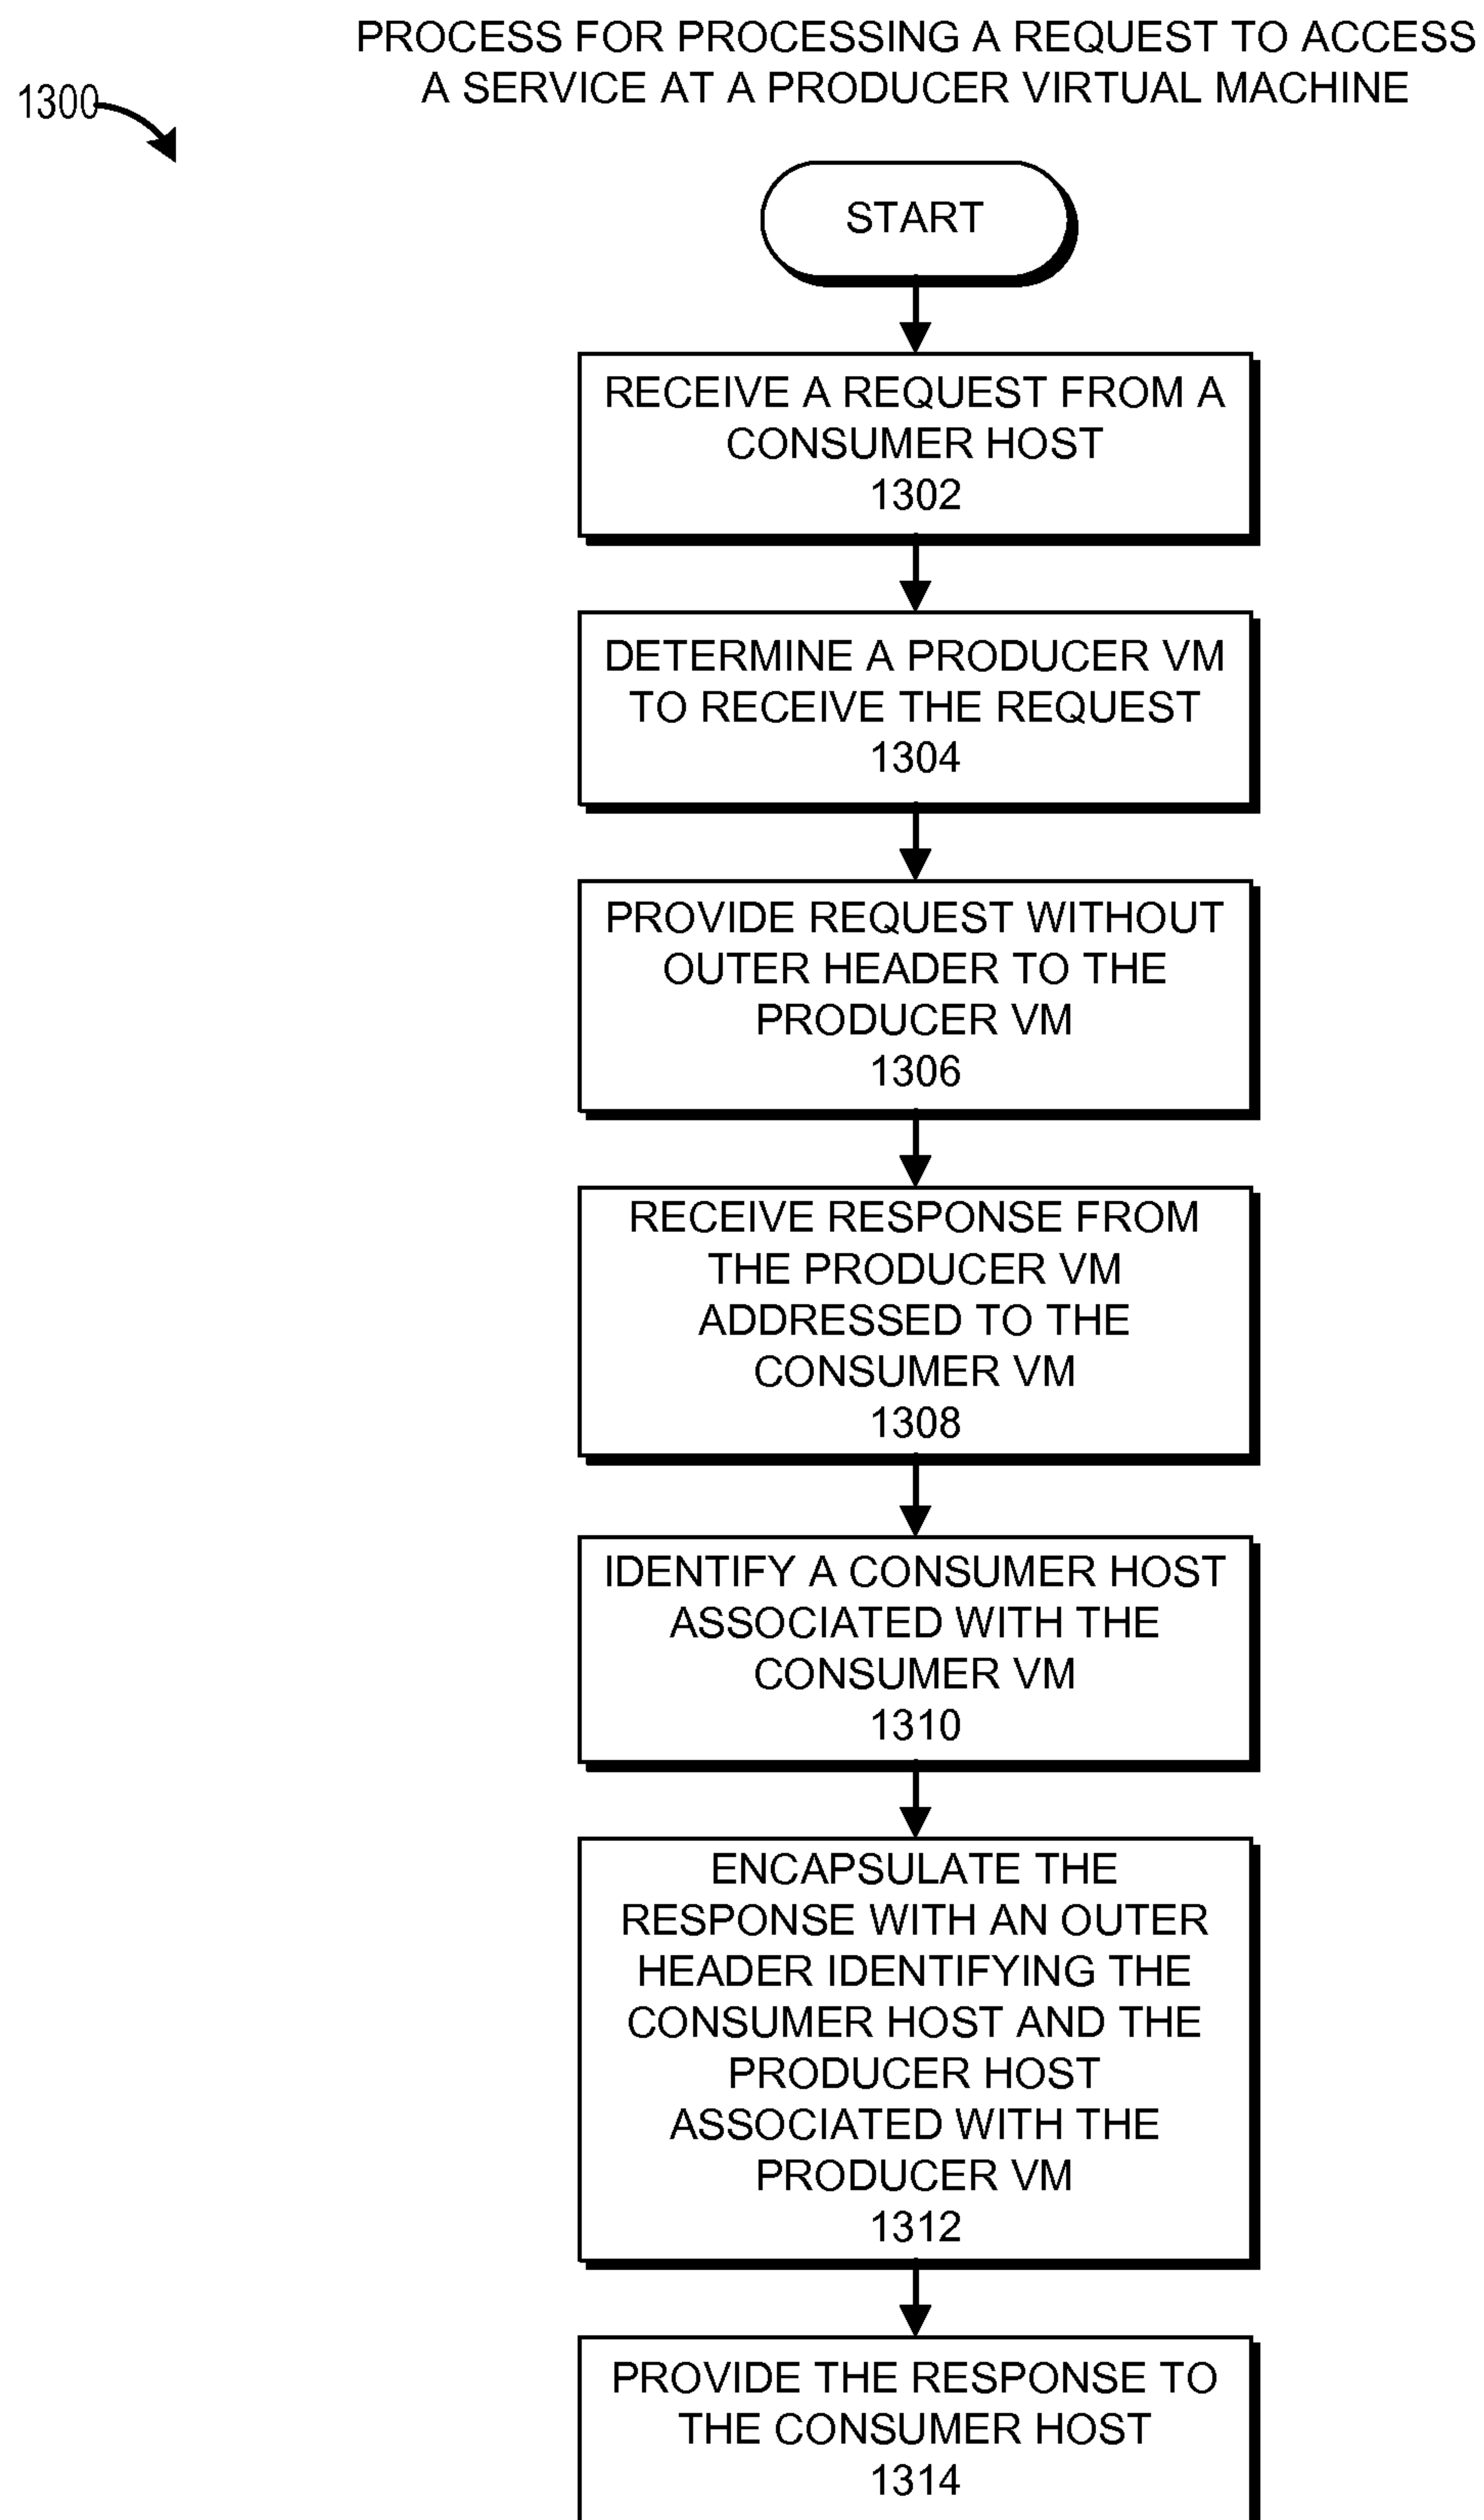 PROCESS FOR PROCESSING A REQUEST TO ACCESS
A SERVICE AT A PRODUCER VIRTUAL MACHINE
1300
START
RECEIVE A REQUEST FROM A
CONSUMER HOST
1302
DETERMINE A PRODUCER VM
TO RECEIVE THE REQUEST
1304
PROVIDE REQUEST WITHOUT
OUTER HEADER TO THE
PRODUCER VM
1306
RECEIVE RESPONSE FROM
THE PRODUCER VM
ADDRESSED TO THE
CONSUMER VM
1308
IDENTIFY A CONSUMER HOST
ASSOCIATED WITH THE
CONSUMER VM
1310
ENCAPSULATE THE
RESPONSE WITH AN OUTER
HEADER IDENTIFYING THE
CONSUMER HOST AND THE
PRODUCER HOST
ASSOCIATED WITH THE
PRODUCER VM
1312
PROVIDE THE RESPONSE TO
THE CONSUMER HOST
1314